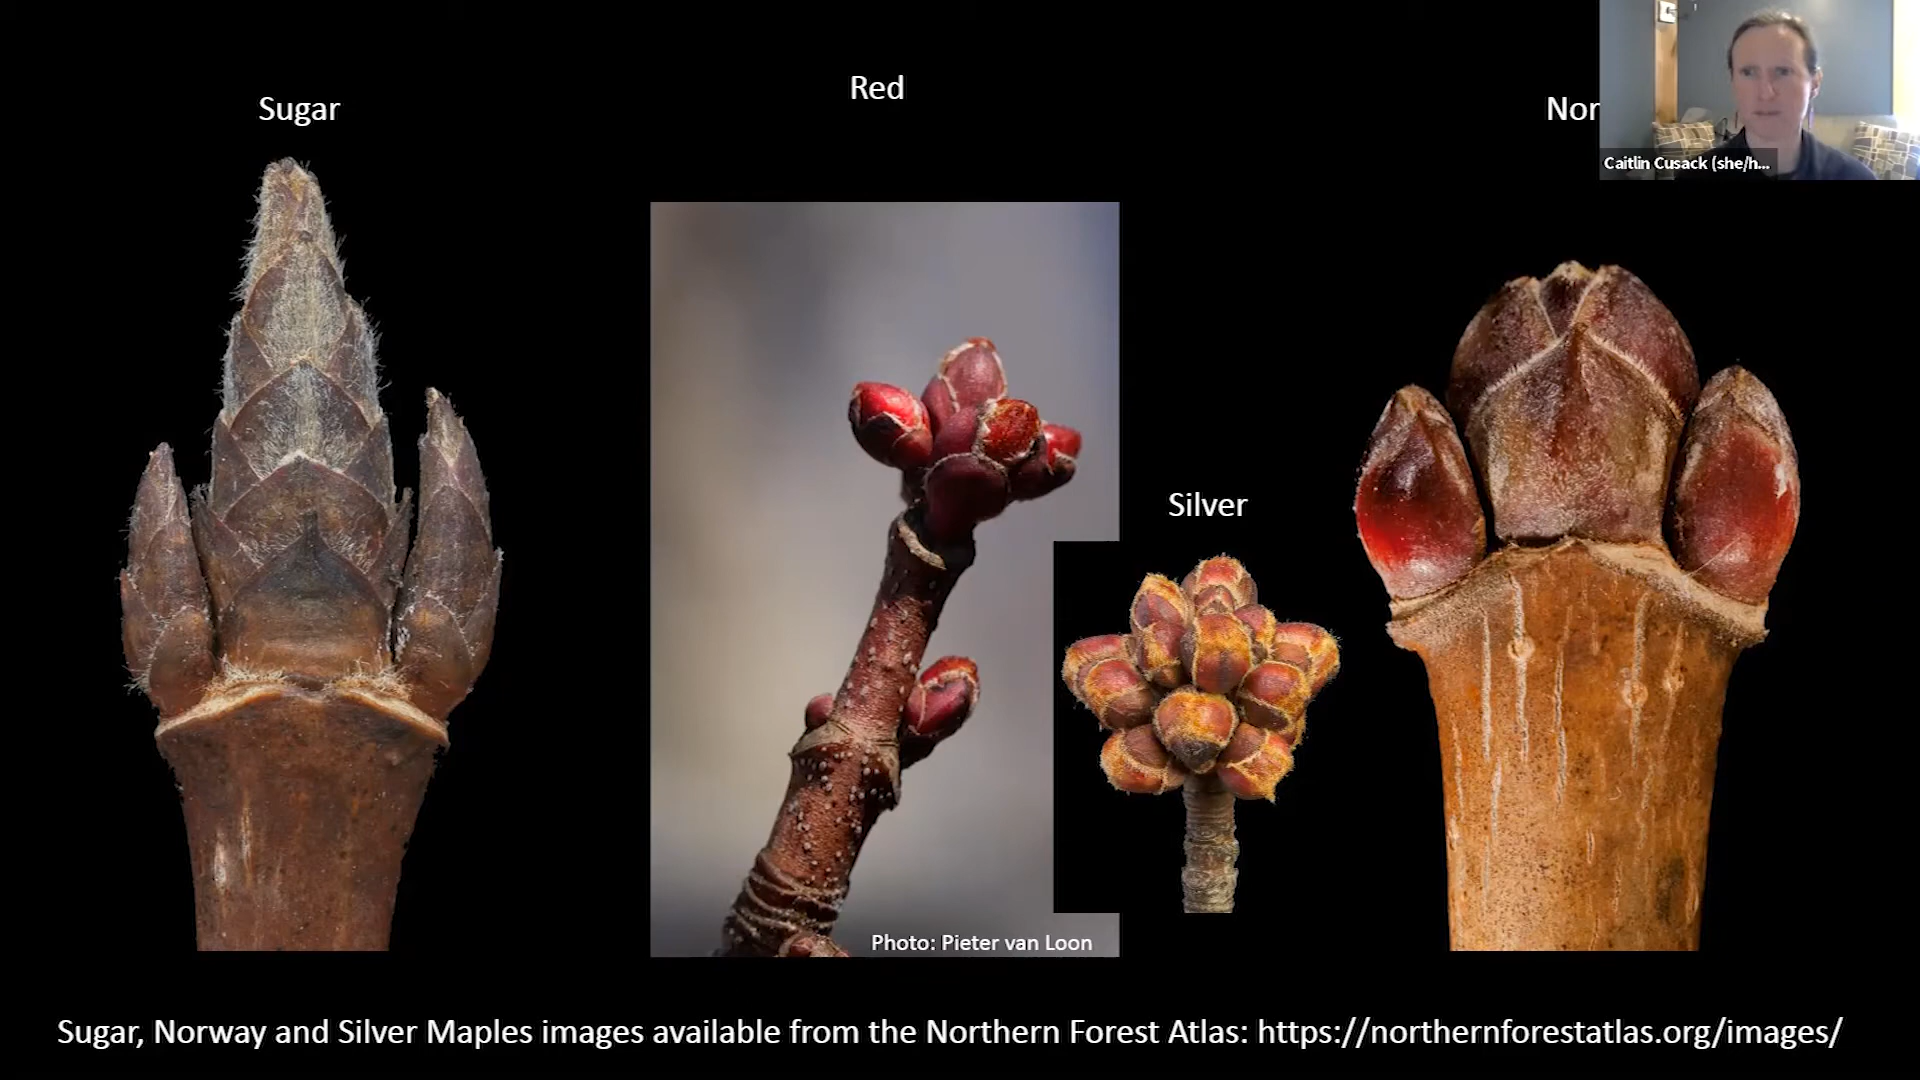 Sugar
Red
Nor
Caitlin Cusack (she/h...
Silver
Photo: Pieter van Loon
Sugar, Norway and Silver Maples images available from the Northern Forest Atlas: https://northernforestatlas.org/images/